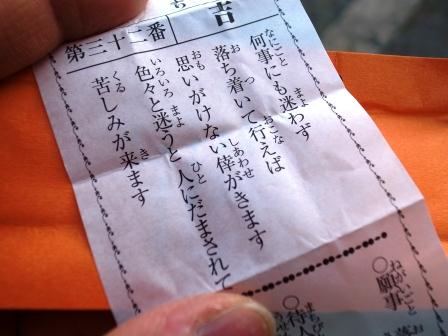 吉
第三十二番
吉
何事にも迷わず
落ち着いて行えば
思いがけない倖がきます
色々と迷うと人にだまされて
苦しみが来ます
○願事
○待人